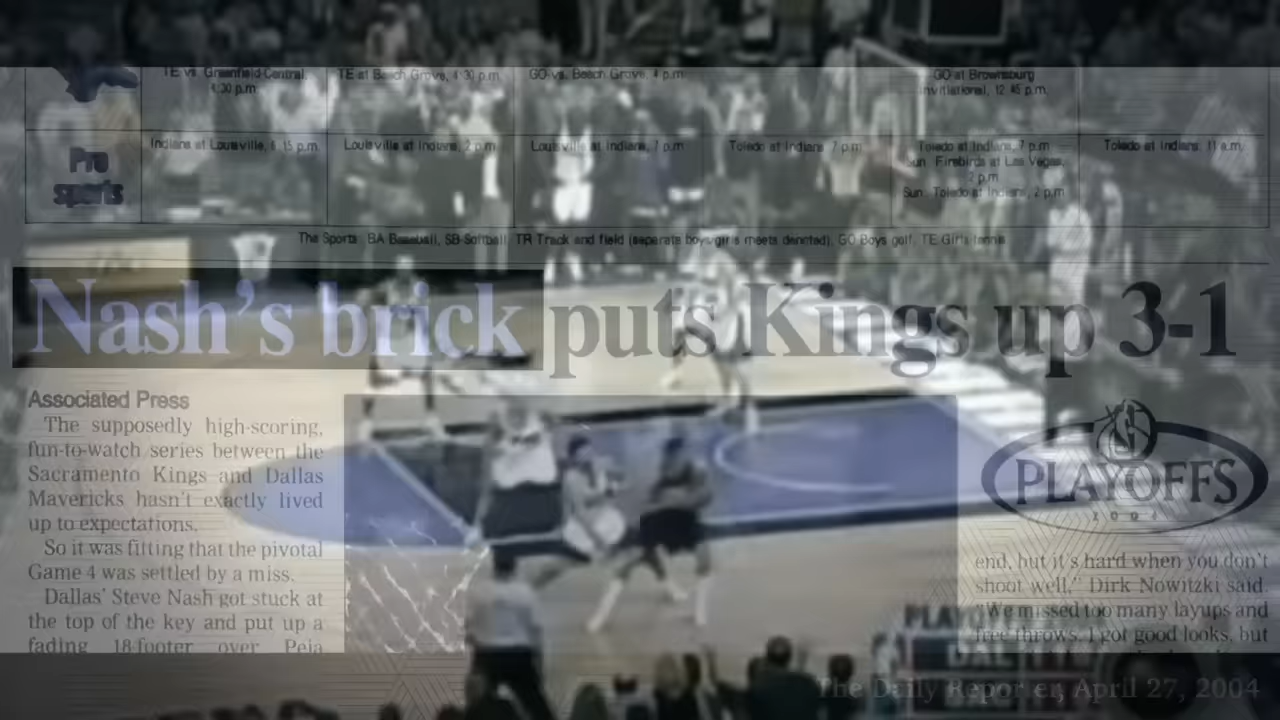 TE vs. Greenfield-Central, TE at Beech Grove, 4:30 p.m. GO vs. Beech Grove, 4 p.m. GO at Brownsburg
4:30 p.m. Invitational, 12:45 p.m.
Pro
sports
Indians at Louisville, 6:15 p.m. Louisville at Indians, 2 p.m. Louisville at Indians, 7 p.m. Toledo at Indians, 7 p.m. Toledo at Indians, 7 p.m. Toledo at Indians, 11 a.m.
Sun. Firebirds at Las Vegas,
2 p.m.
Sun. Toledo at Indians, 2 p.m.
The Sports: BA Baseball, SB Softball, TR Track and field (separate boys/girls meets denoted), GO Boys golf, TE Girls tennis
Nash's brick puts Kings up 3-1
Associated Press
The supposedly high-scoring,
fun-to-watch series between the
Sacramento Kings and Dallas
Mavericks hasn't exactly lived
up to expectations.
So it was fitting that the pivotal
Game 4 was settled by a miss.
Dallas' Steve Nash got stuck at
the top of the key and put up a
fading 18-footer over Peja
PLAYOFFS
2004
end, but it's hard when you don't
shoot well," Dirk Nowitzki said.
"We missed too many layups and
free throws. I got good looks, but
PLAYOFFS
DAL
SAC
The Daily Reporter, April 27, 2004